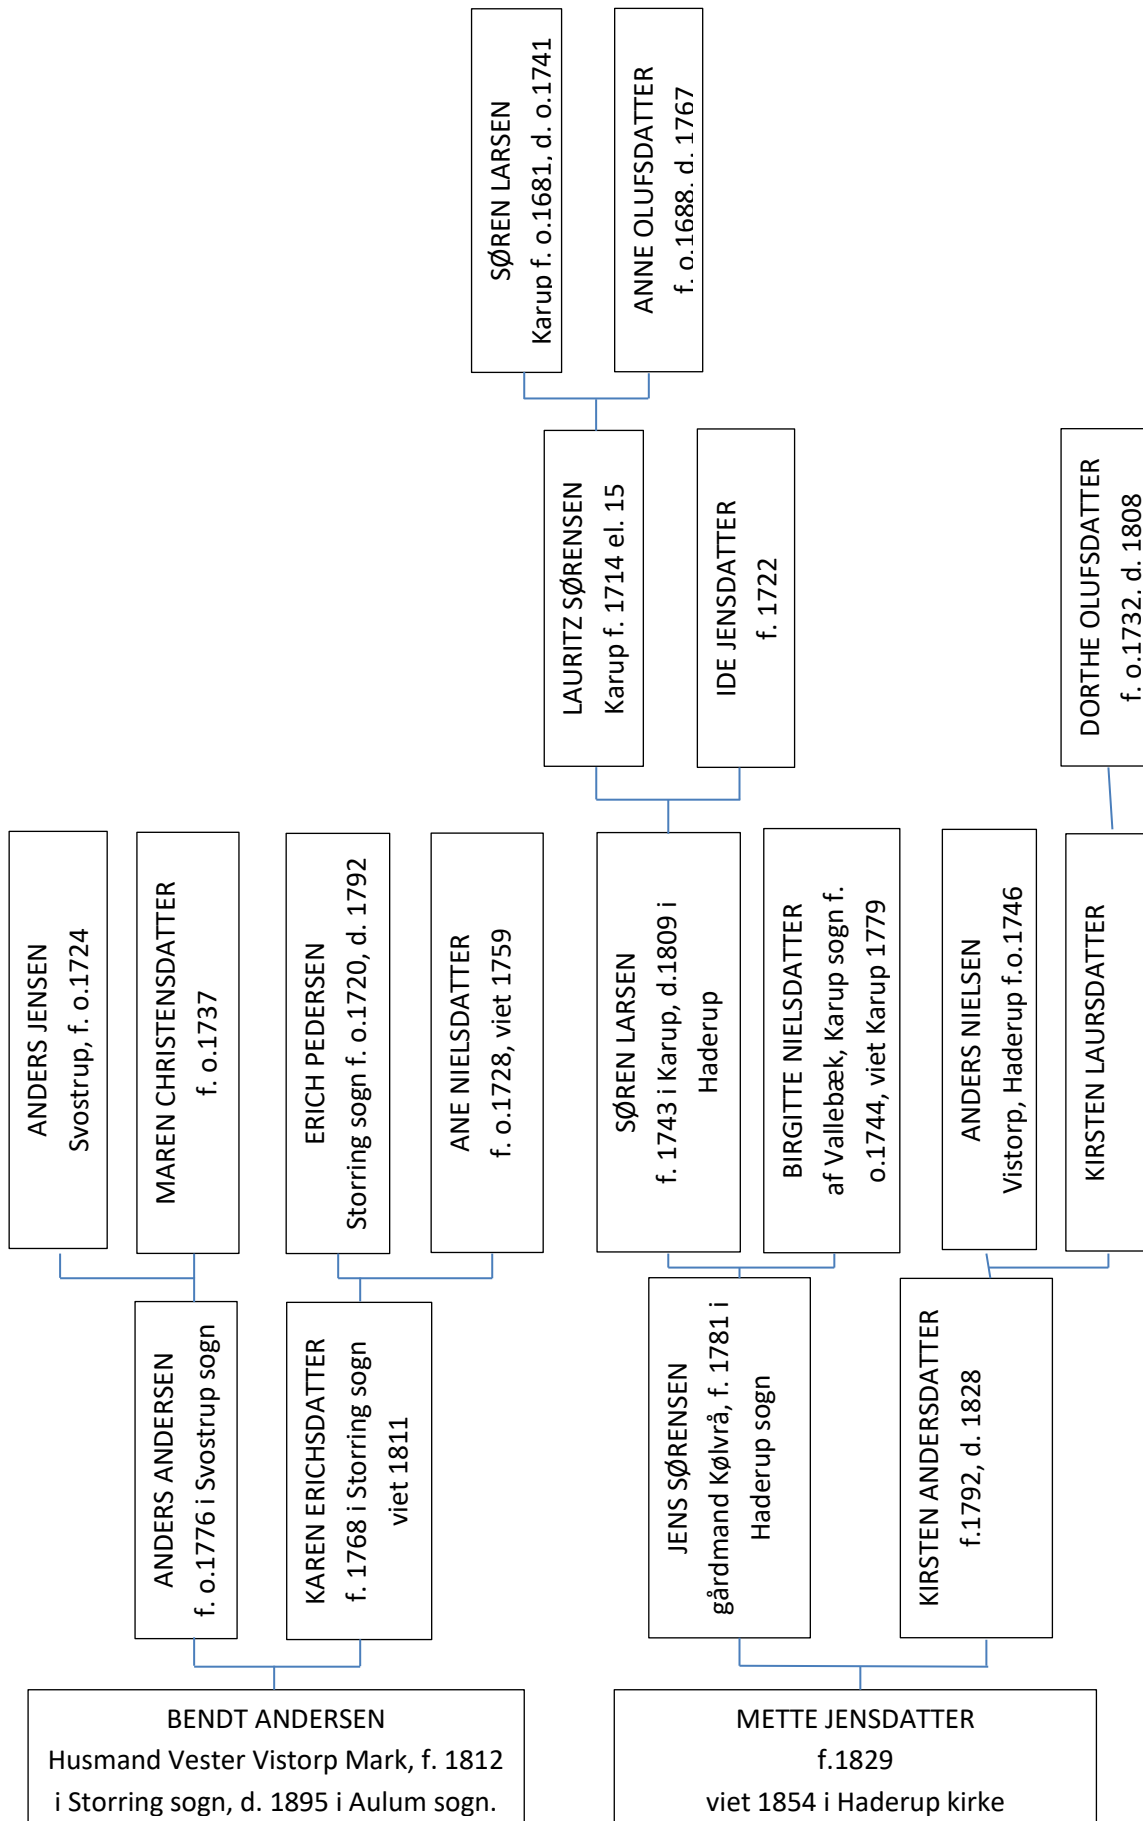 SØREN LARSEN
Karup f. o.1681, d. o.1741
ANNE OLUFSDATTER
f. o.1688. d. 1767
LAURITZ SØRENSEN
Karup f. 1714 el. 15
IDE JENSDATTER
f. 1722
DORTHE OLUFSDATTER
f. o.1732. d. 1808
ANDERS JENSEN
Svostrup, f. o.1724
MAREN CHRISTENSDATTER
f. o.1737
ERICH PEDERSEN
Storring sogn f. o.1720, d. 1792
ANE NIELSDATTER
f. o.1728, viet 1759
SØREN LARSEN
f. 1743 i Karup, d.1809 i
Haderup
BIRGITTE NIELSDATTER
af Vallebæk, Karup sogn f.
o.1744, viet Karup 1779
ANDERS NIELSEN
Vistorp, Haderup f.o.1746
KIRSTEN LAURSDATTER
ANDERS ANDERSEN
f. o.1776 i Svostrup sogn
KAREN ERICHSDATTER
f. 1768 i Storring sogn
viet 1811
JENS SØRENSEN
gårdmand Kølvrå, f. 1781 i
Haderup sogn
KIRSTEN ANDERSDATTER
f.1792, d. 1828
BENDT ANDERSEN
Husmand Vester Vistorp Mark, f. 1812
i Storring sogn, d. 1895 i Aulum sogn.
METTE JENSDATTER
f.1829
viet 1854 i Haderup kirke